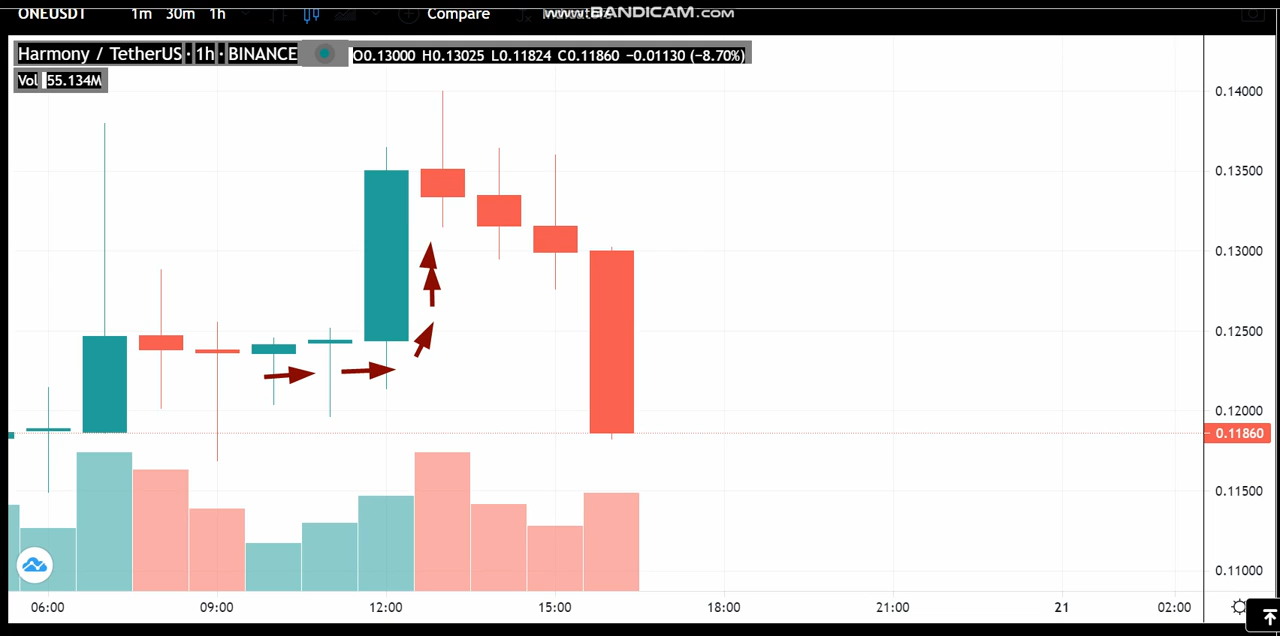 ONEUSDT 1m 30m 1h Compare
www.BANDICAM.com
Harmony / TetherUS · 1h · BINANCE O0.13000 H0.13025 L0.11824 C0.11860 −0.01130 (−8.70%)
Vol 55.134M
0.14000
0.13500
0.13000
0.12500
0.12000
0.11860
0.11500
0.11000
06:00 09:00 12:00 15:00 18:00 21:00 21 02:00